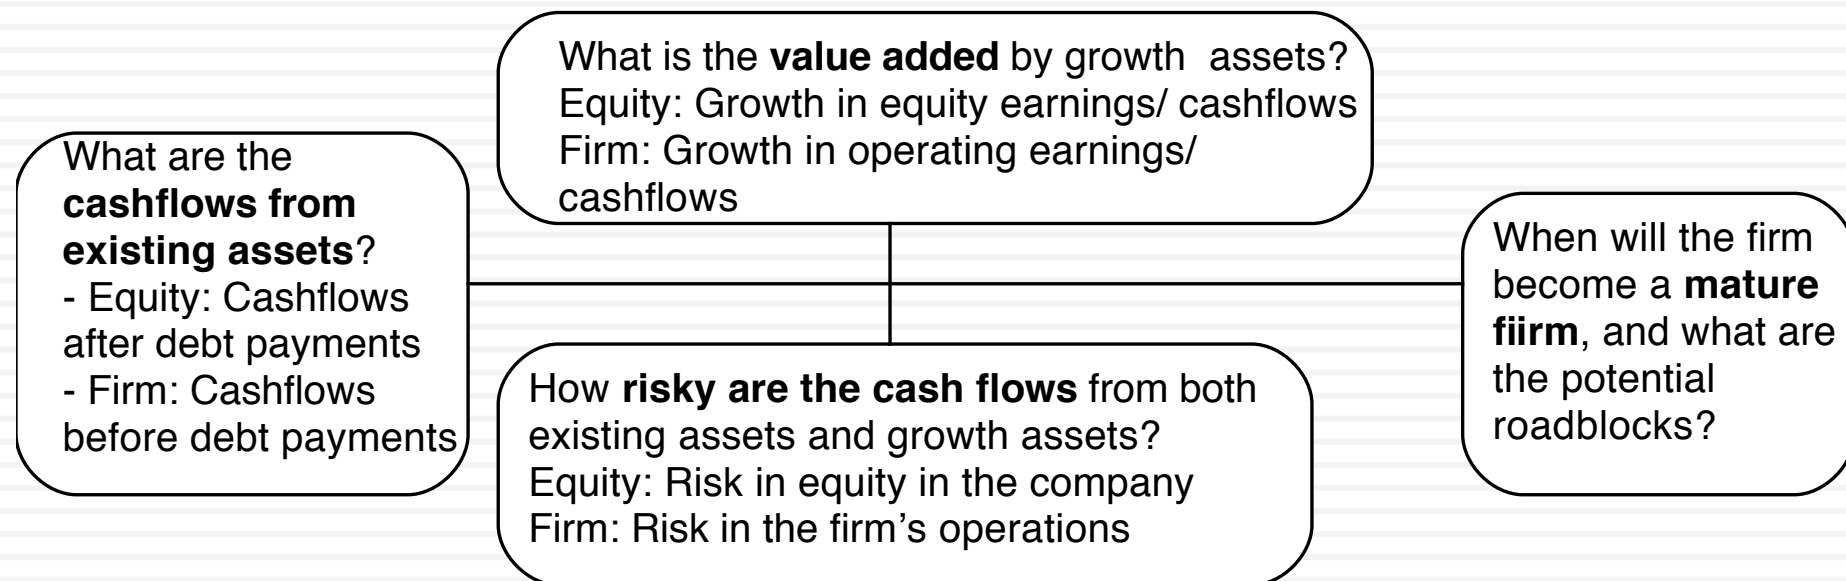 What is the value added by growth  assets?
Equity: Growth in equity earnings/ cashflows
Firm: Growth in operating earnings/
cashflows
What are the
cashflows from
existing assets?
- Equity: Cashflows
after debt payments
- Firm: Cashflows
before debt payments
When will the firm
become a mature
fiirm, and what are
the potential
roadblocks?
How risky are the cash flows from both
existing assets and growth assets?
Equity: Risk in equity in the company
Firm: Risk in the firm’s operations